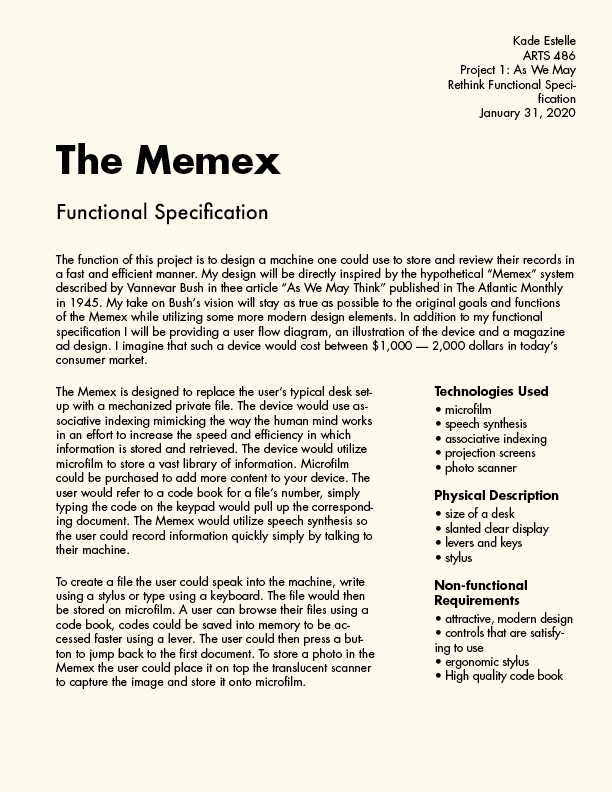 Kade Estelle
ARTS 486
Project 1: As We May
Rethink Functional Speci-
fication
January 31, 2020
The Memex
Functional Specification
The function of this project is to design a machine one could use to store and review their records in
a fast and efficient manner. My design will be directly inspired by the hypothetical “Memex” system
described by Vannevar Bush in thee article “As We May Think” published in The Atlantic Monthly
in 1945. My take on Bush’s vision will stay as true as possible to the original goals and functions
of the Memex while utilizing some more modern design elements. In addition to my functional
specification I will be providing a user flow diagram, an illustration of the device and a magazine
ad design. I imagine that such a device would cost between $1,000 — 2,000 dollars in today’s
consumer market.
The Memex is designed to replace the user’s typical desk set-
up with a mechanized private file. The device would use as-
sociative indexing mimicking the way the human mind works
in an effort to increase the speed and efficiency in which
information is stored and retrieved. The device would utilize
microfilm to store a vast library of information. Microfilm
could be purchased to add more content to your device. The
user would refer to a code book for a file’s number, simply
typing the code on the keypad would pull up the correspond-
ing document. The Memex would utilize speech synthesis so
the user could record information quickly simply by talking to
their machine.
To create a file the user could speak into the machine, write
using a stylus or type using a keyboard. The file would then
be stored on microfilm. A user can browse their files using a
code book, codes could be saved into memory to be ac-
cessed faster using a lever. The user could then press a but-
ton to jump back to the first document. To store a photo in the
Memex the user could place it on top the translucent scanner
to capture the image and store it onto microfilm.
Technologies Used
• microfilm
• speech synthesis
• associative indexing
• projection screens
• photo scanner
Physical Description
• size of a desk
• slanted clear display
• levers and keys
• stylus
Non-functional
Requirements
• attractive, modern design
• controls that are satisfy-
ing to use
• ergonomic stylus
• High quality code book